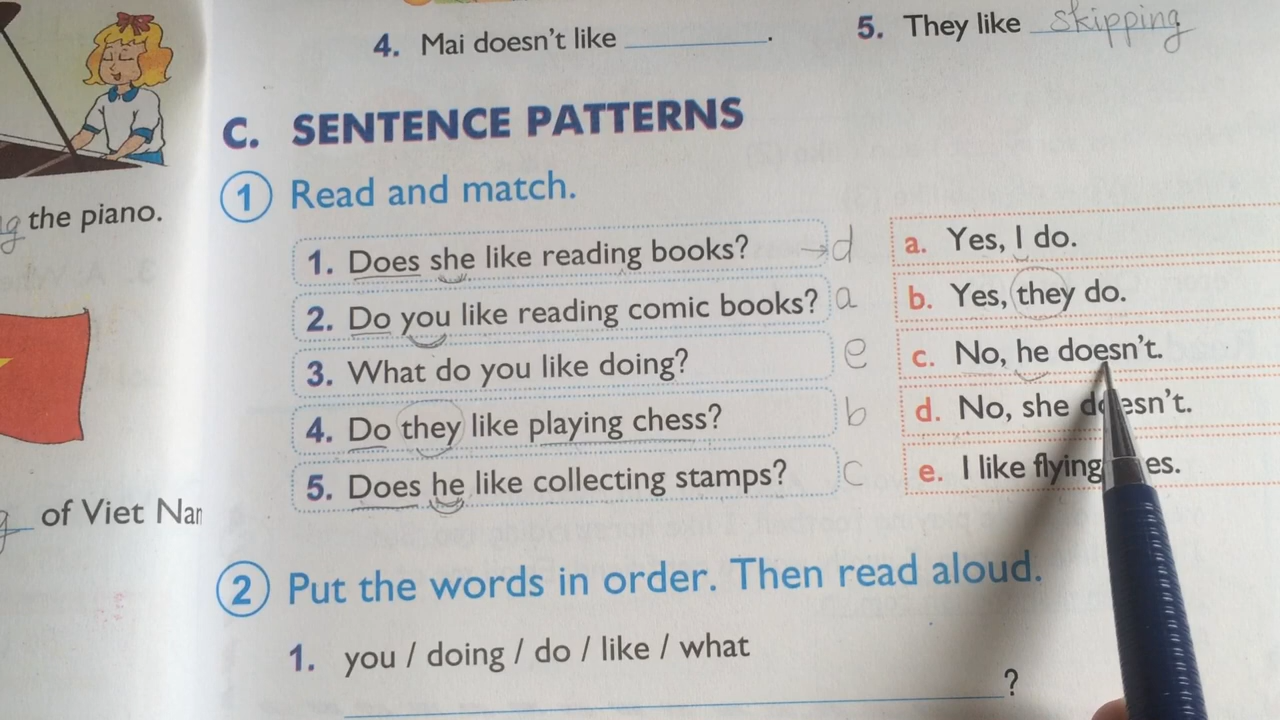 4. Mai doesn't like ________.
5. They like skipping
C. SENTENCE PATTERNS
1 Read and match.
1. Does she like reading books? →d
2. Do you like reading comic books? a
3. What do you like doing? e
4. Do they like playing chess? b
5. Does he like collecting stamps? c
a. Yes, I do.
b. Yes, they do.
c. No, he doesn't.
d. No, she doesn't.
e. I like flying
the piano.
of Viet
2 Put the words in order. Then read aloud.
1. you / doing / do / like / what
?